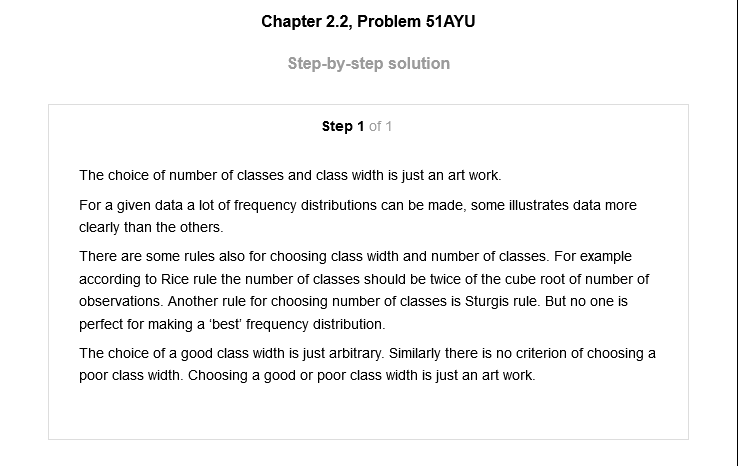 Chapter 2.2, Problem 51AYU
Step-by-step solution
Step 1 of 1
The choice of number of classes and class width is just an art work.
For a given data a lot of frequency distributions can be made, some illustrates data more
clearly than the others.
There are some rules also for choosing class width and number of classes. For example
according to Rice rule the number of classes should be twice of the cube root of number of
observations. Another rule for choosing number of classes is Sturgis rule. But no one is
perfect for making a ‘best’ frequency distribution.
The choice of a good class width is just arbitrary. Similarly there is no criterion of choosing a
poor class width. Choosing a good or poor class width is just an art work.